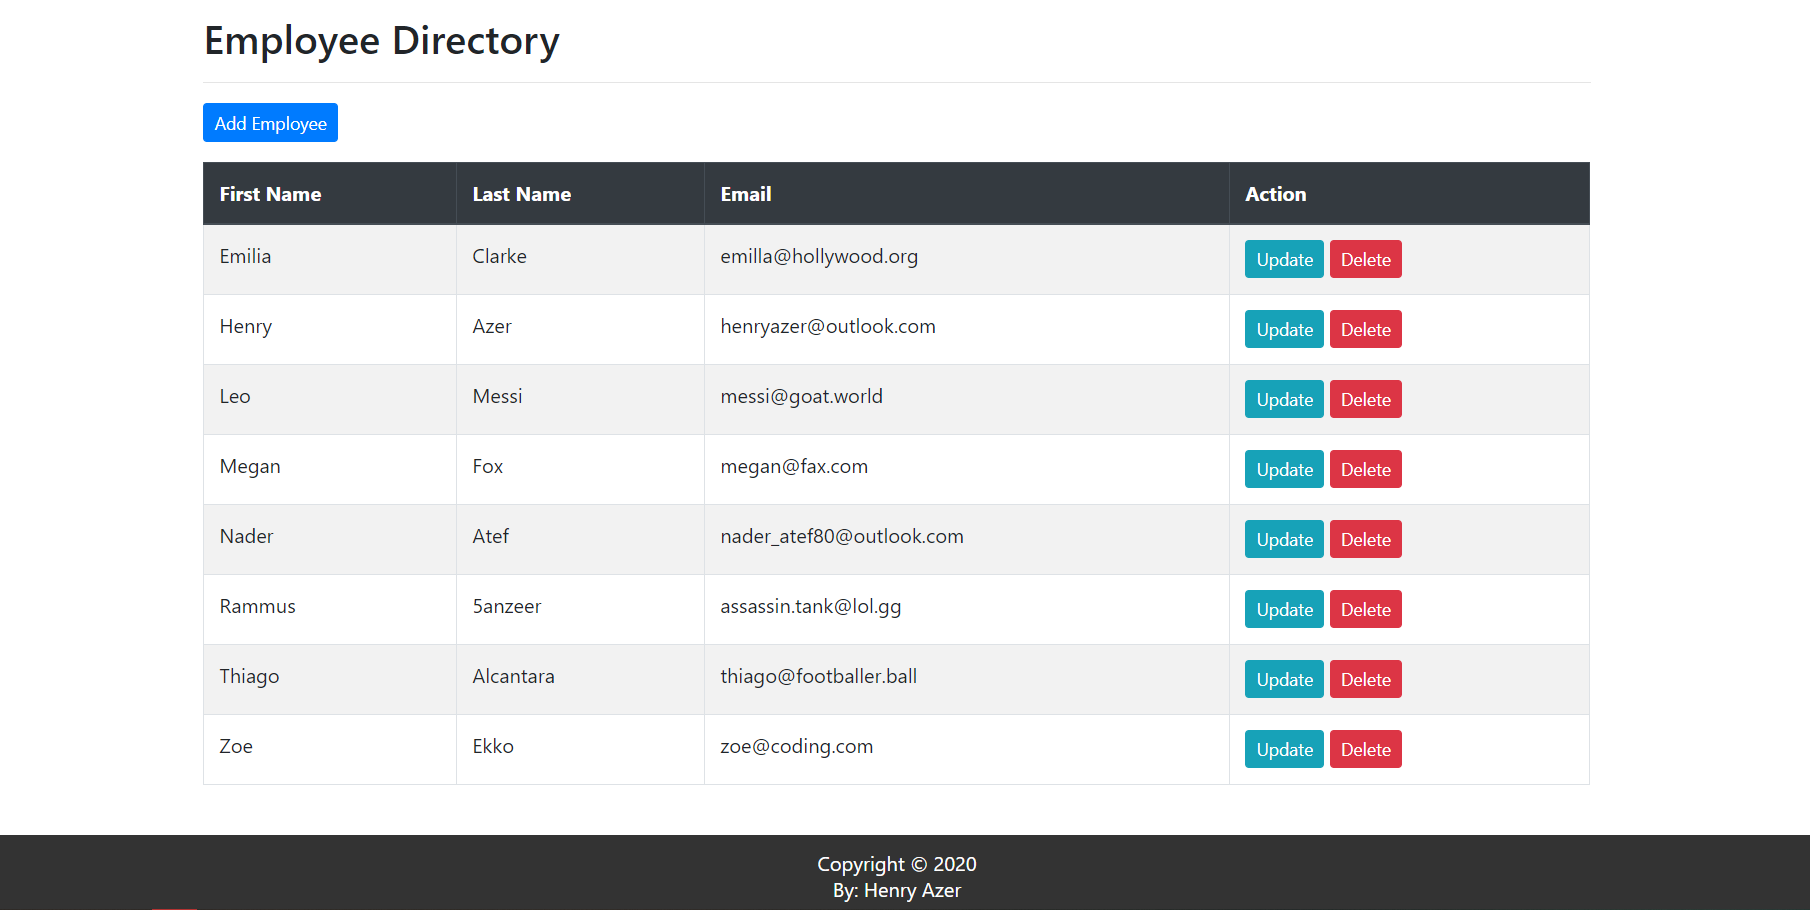 Employee Directory
Add Employee
First Name Last Name Email Action
Emilia Clarke emilla@hollywood.org Update Delete
Henry Azer henryazer@outlook.com Update Delete
Leo Messi messi@goat.world Update Delete
Megan Fox megan@fax.com Update Delete
Nader Atef nader_atef80@outlook.com Update Delete
Rammus 5anzeer assassin.tank@lol.gg Update Delete
Thiago Alcantara thiago@footballer.ball Update Delete
Zoe Ekko zoe@coding.com Update Delete
Copyright © 2020
By: Henry Azer